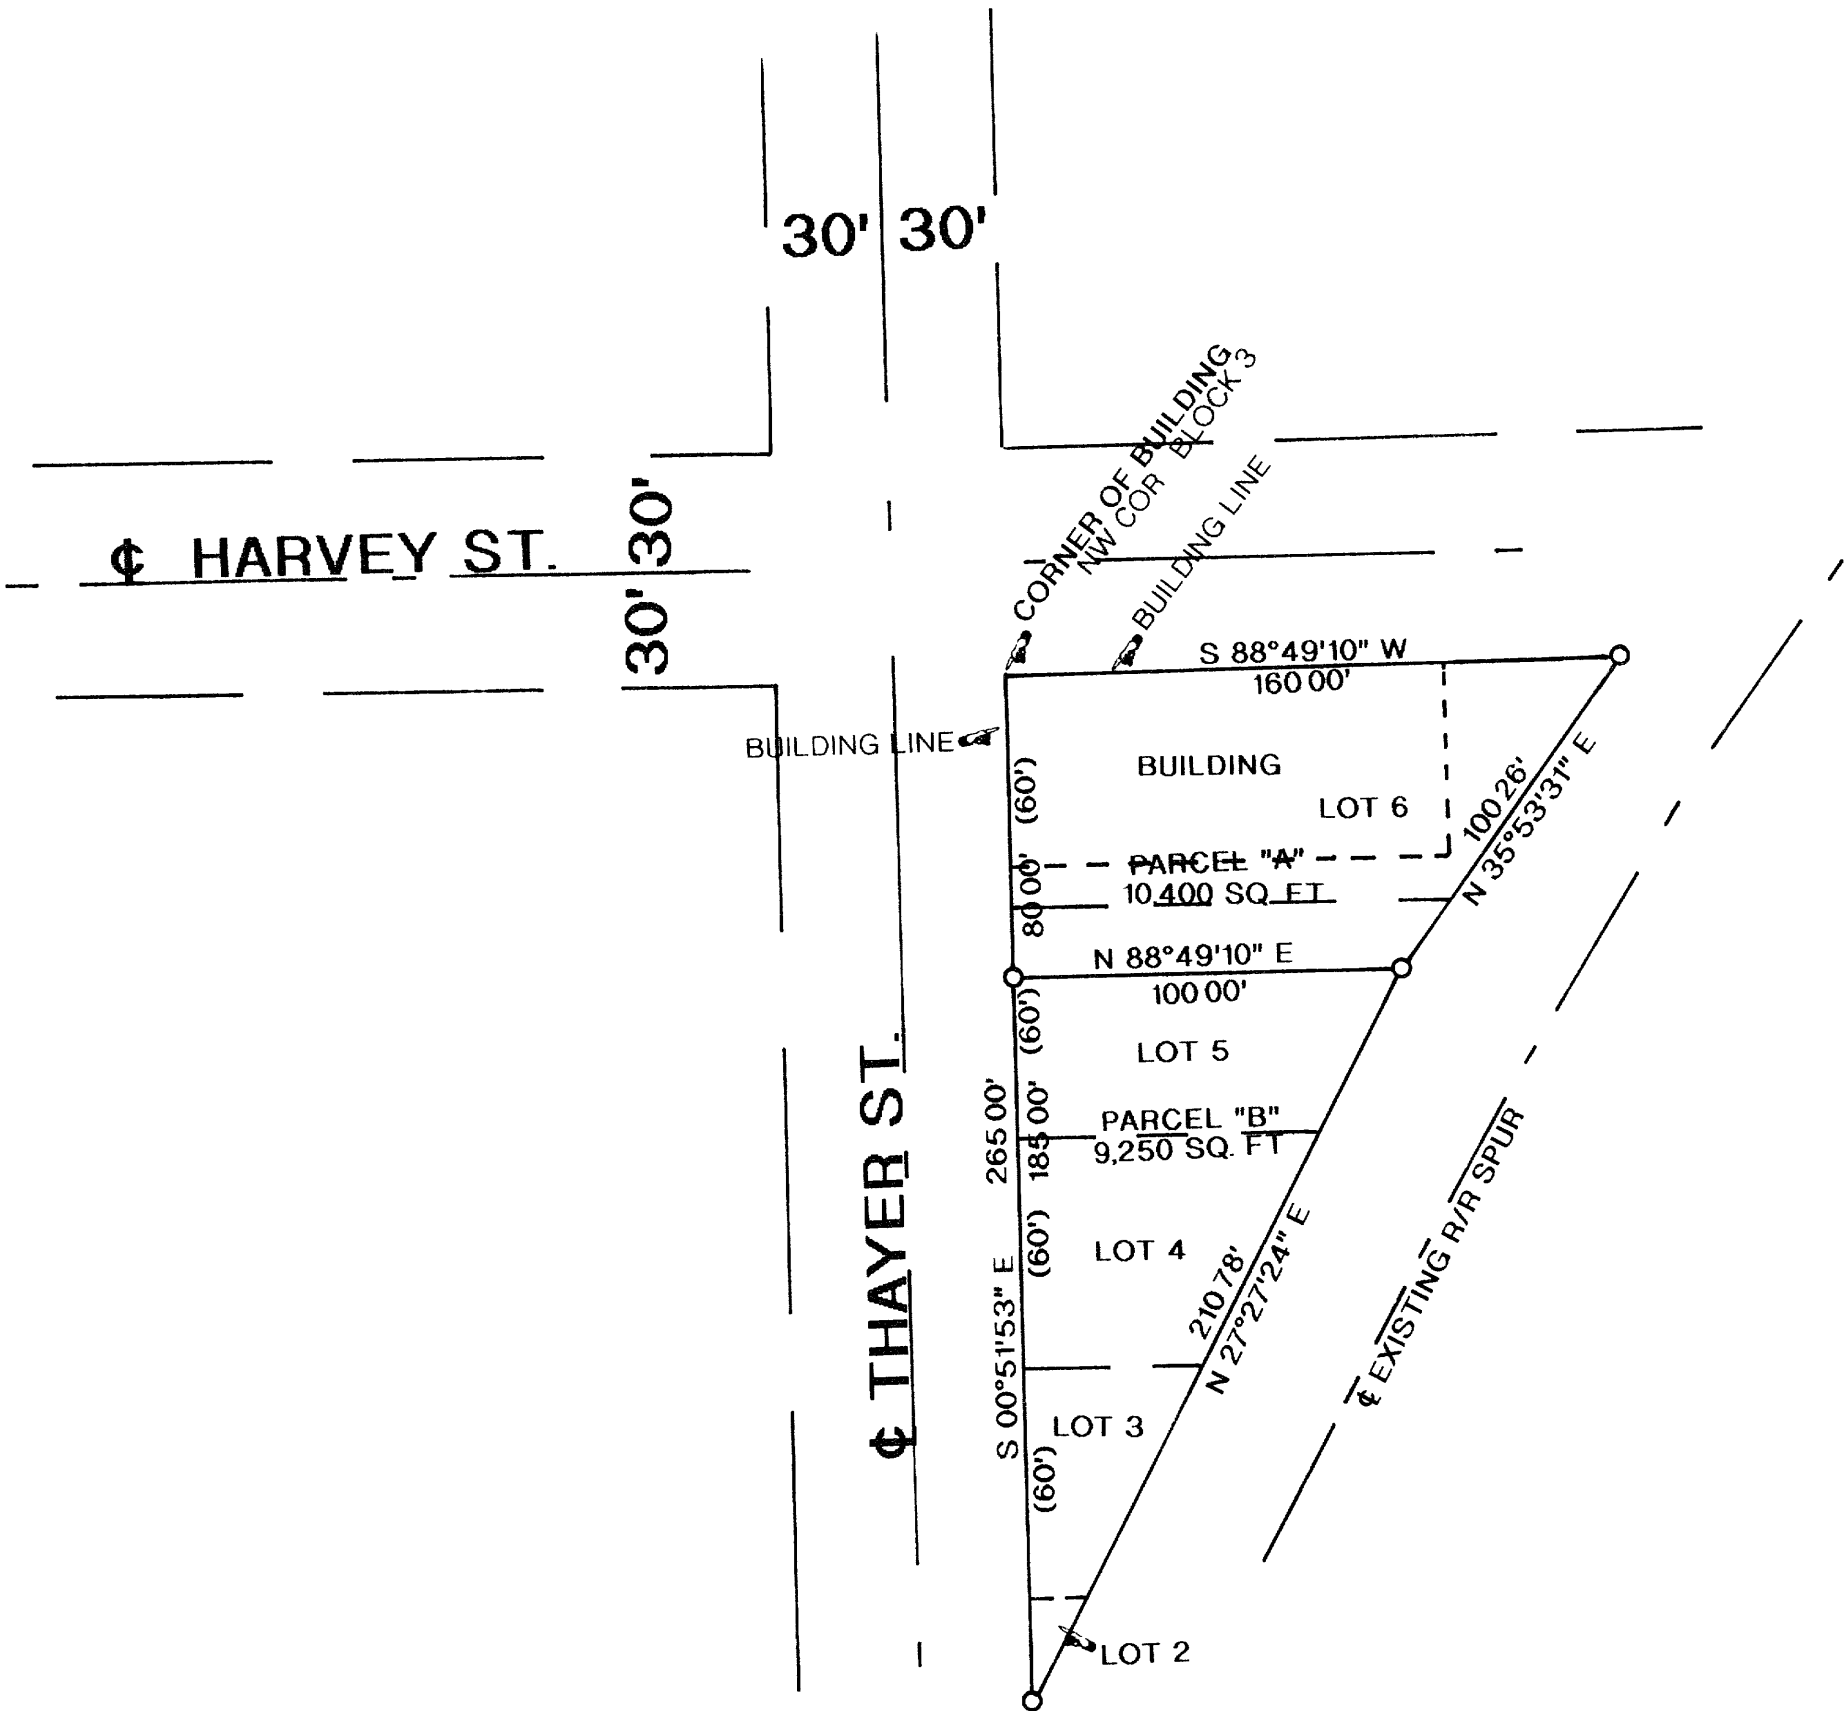 30' 30'
CORNER OF BUILDING
NW COR BLOCK 3
BUILDING LINE
℄ HARVEY ST.
30' 30'
S 88°49'10" W
160 00'
BUILDING LINE
BUILDING
(60')
LOT 6
100 26'
N 35°53'31" E
PARCEL "A"
10,400 SQ FT
80 00'
N 88°49'10" E
100 00'
(60')
LOT 5
265 00'
185 00'
PARCEL "B"
9,250 SQ. FT
℄ THAYER ST.
(60')
LOT 4
S 00°51'53" E
210 78'
N 27°27'24" E
℄ EXISTING R/R SPUR
LOT 3
(60')
LOT 2